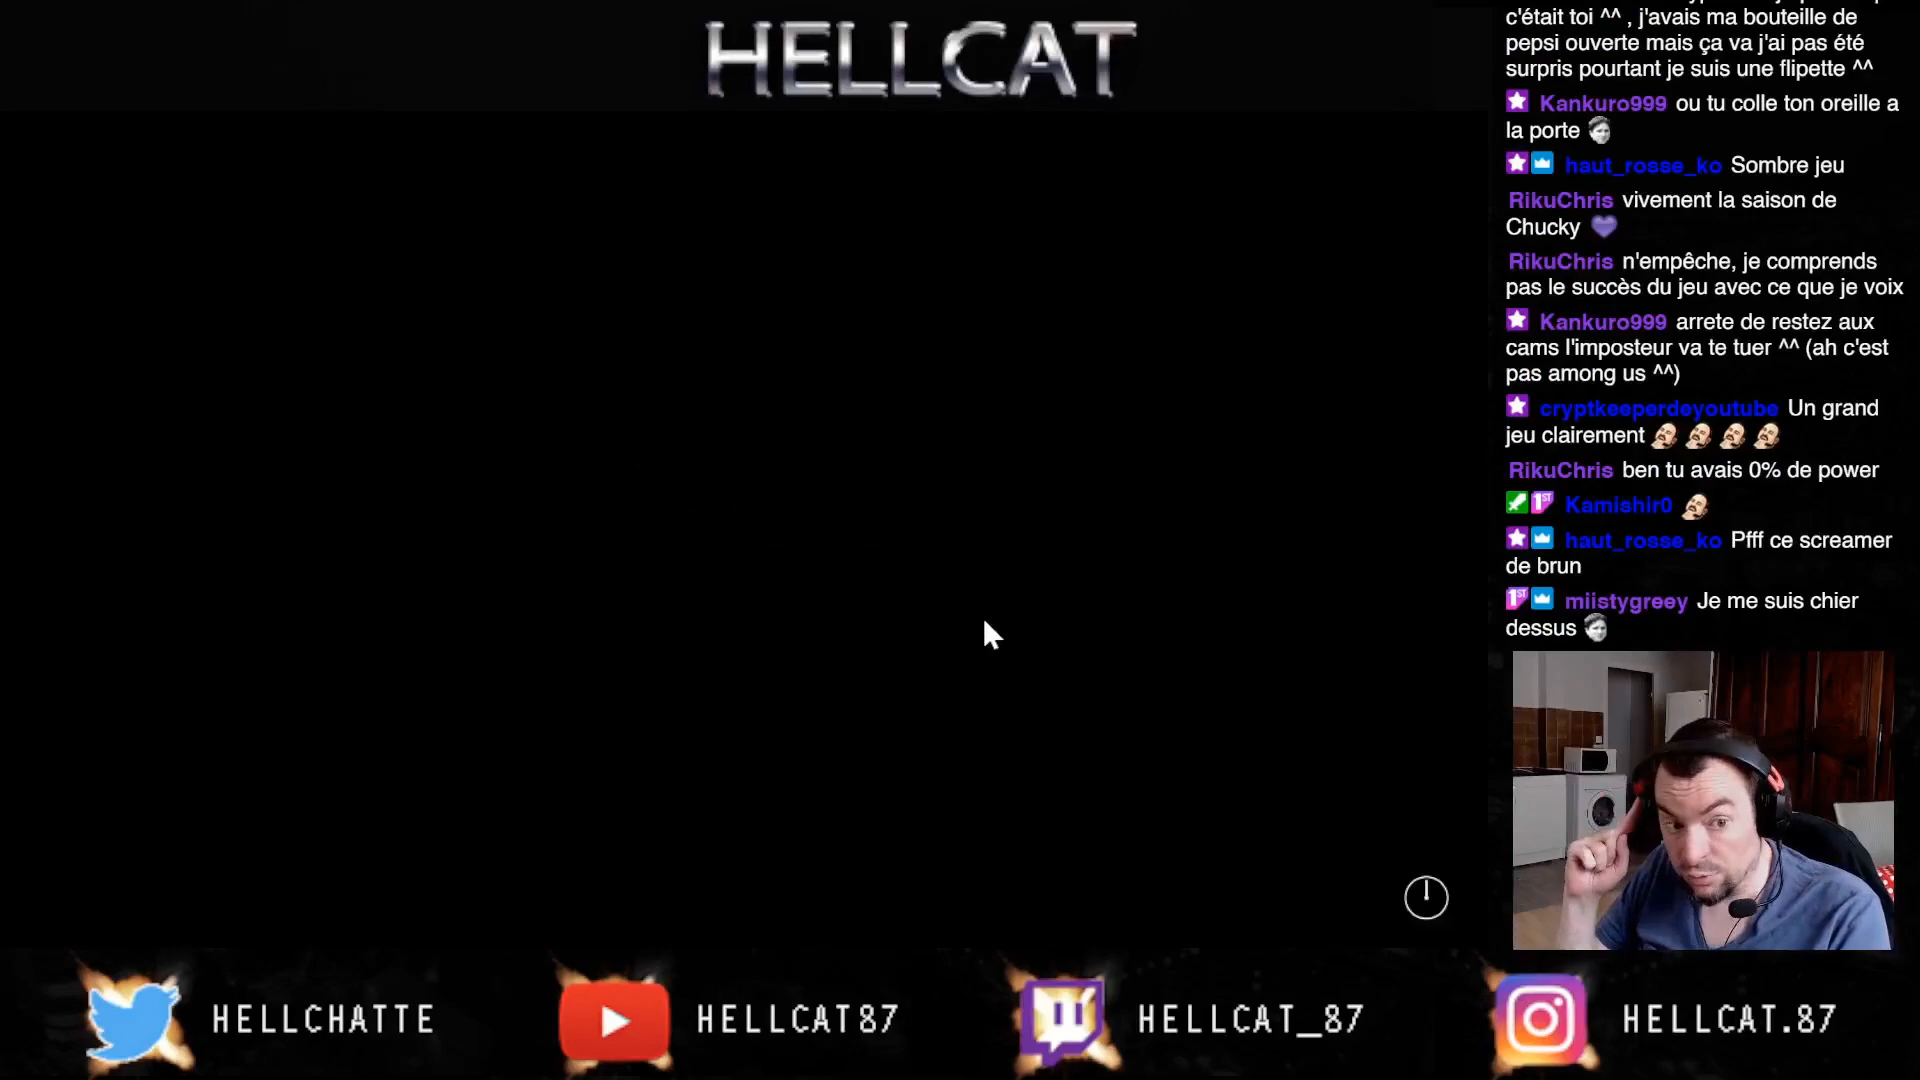 HELLCAT
c'était toi ^^ , j'avais ma bouteille de
pepsi ouverte mais ça va j'ai pas été
surpris pourtant je suis une flipette ^^
Kankuro999 ou tu colle ton oreille a
la porte
haut_rosse_ko Sombre jeu
RikuChris vivement la saison de
Chucky
RikuChris n'empêche, je comprends
pas le succès du jeu avec ce que je voix
Kankuro999 arrete de restez aux
cams l'imposteur va te tuer ^^ (ah c'est
pas among us ^^)
cryptkeeperdeyoutube Un grand
jeu clairement
RikuChris ben tu avais 0% de power
1ST Kamishir0
haut_rosse_ko Pfff ce screamer
de brun
1ST miistygreey Je me suis chier
dessus
HELLCHATTE
HELLCAT87
HELLCAT_87
HELLCAT.87